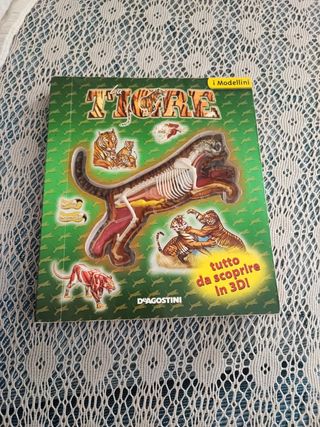 i Modellini
TIGRE
tutto
da scoprire
in 3D!
DeAGOSTINI